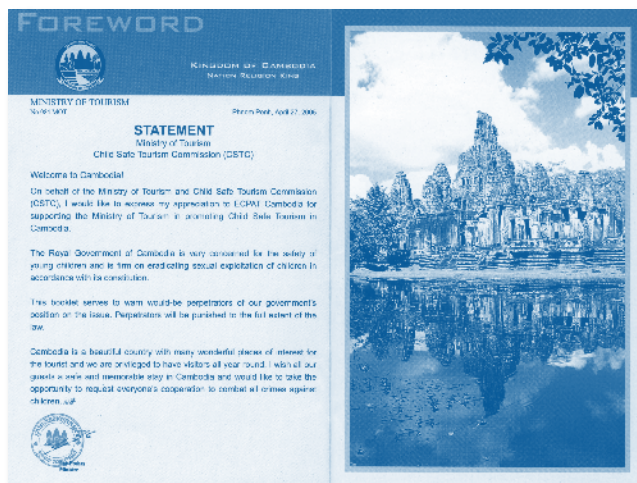 FOREWORD
KINGDOM OF CAMBODIA
NATION RELIGION KING
MINISTRY OF TOURISM
MOT
Phnom Penh, April 27, 2006
STATEMENT
Ministry of Tourism
Child Safe Tourism Commission (CSTC)
Welcome to Cambodia!
On behalf of the Ministry of Tourism and Child Safe Tourism Commission
(CSTC), I would like to express my appreciation to ECPAT Cambodia for
supporting the Ministry of Tourism in promoting Child Safe Tourism in
Cambodia.
The Royal Government of Cambodia is very concerned for the safety of
young children and is firm on eradicating sexual exploitation of children in
accordance with its constitution.
This booklet serves to warn would-be perpetrators of our government's
position on the issue. Perpetrators will be punished to the full extent of the
law.
Cambodia is a beautiful country with many wonderful places of interest for
the tourist and we are privileged to have visitors all year round. I wish all our
guests a safe and memorable stay in Cambodia and would like to take the
opportunity to request everyone's cooperation to combat all crimes against
children.